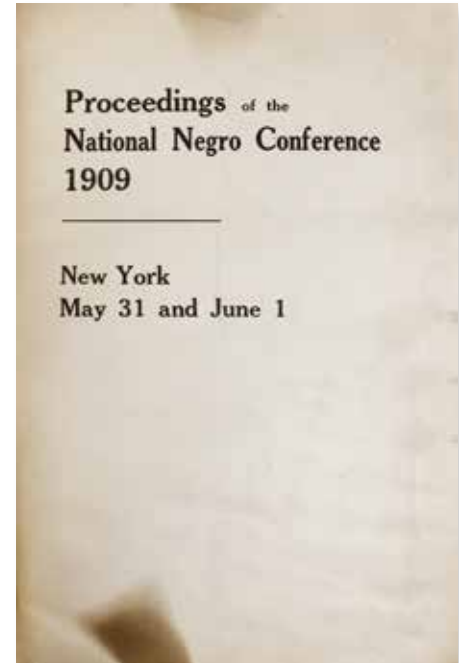 Proceedings of the
National Negro Conference
1909
New York
May 31 and June 1